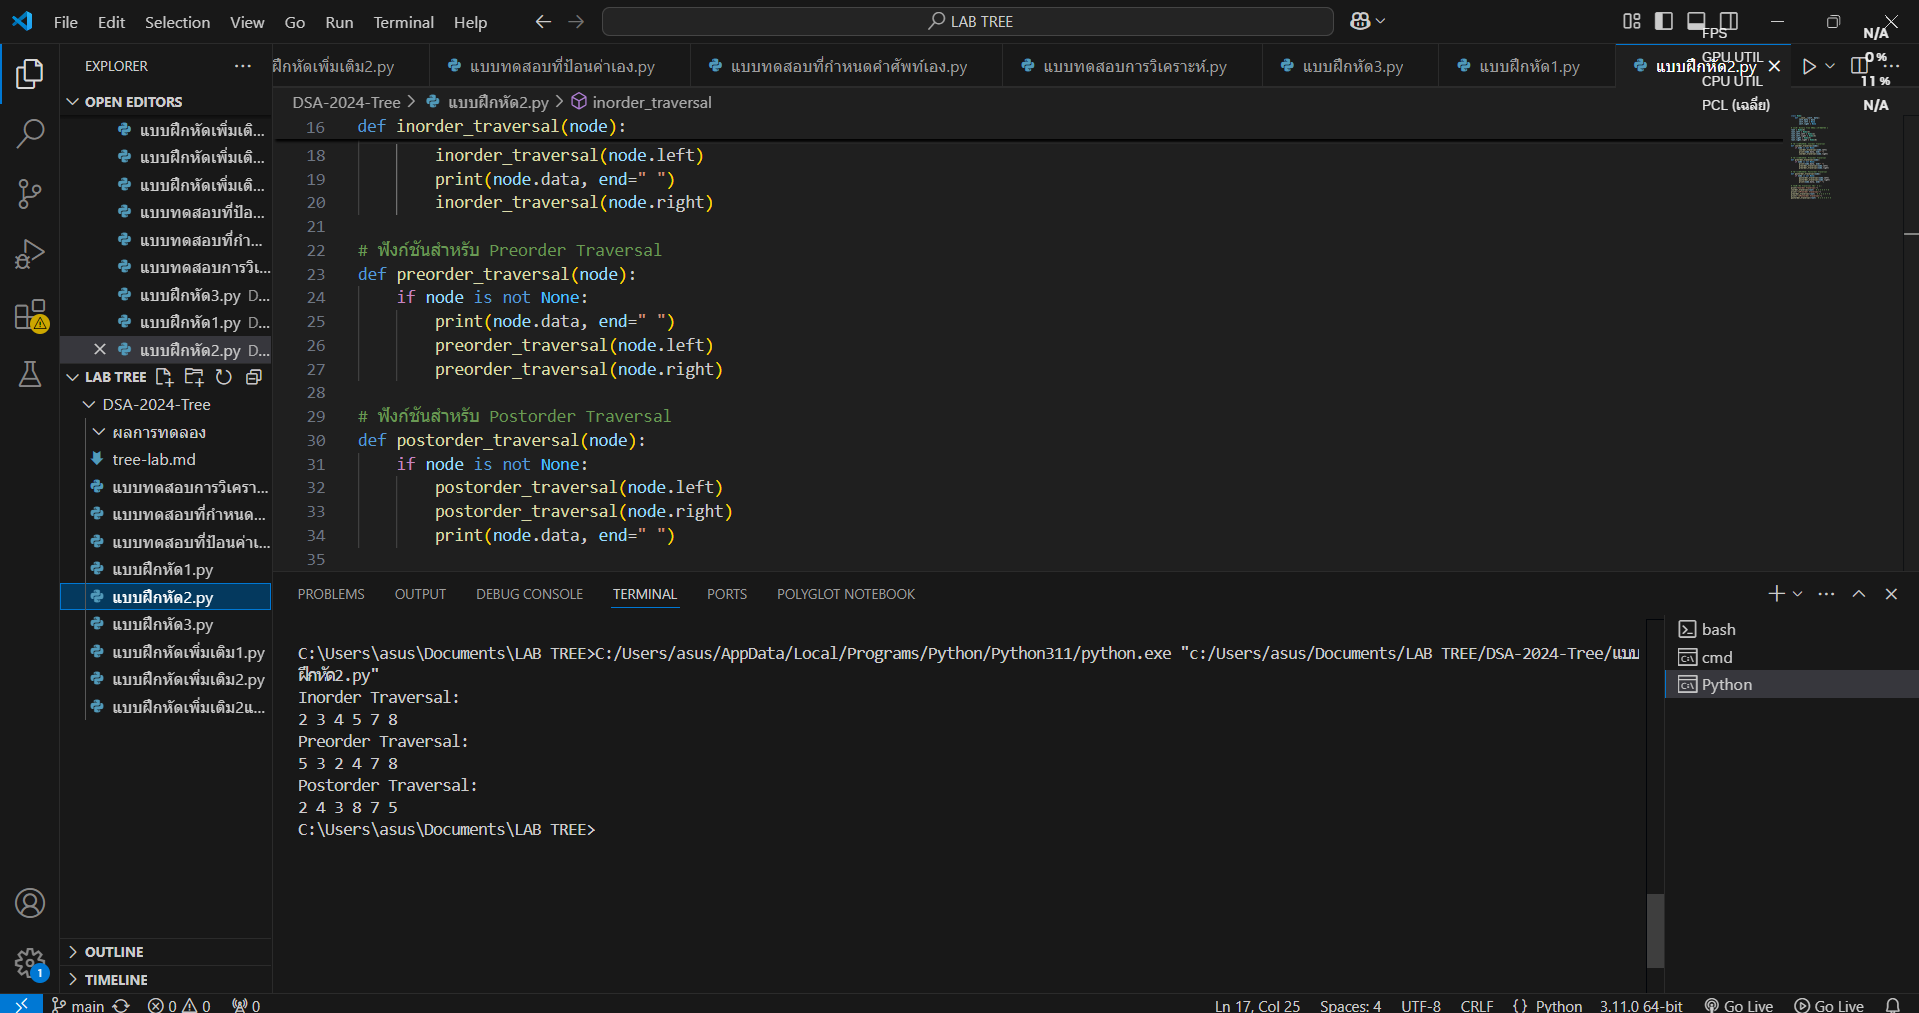 File Edit Selection View Go Run Terminal Help
LAB TREE
FPS N/A
GPU UTIL 0 %
CPU UTIL 11 %
PCL (เฉลี่ย) N/A
EXPLORER
ฝึกหัดเพิ่มเติม2.py
แบบทดสอบที่ป้อนค่าเอง.py
แบบทดสอบที่กำหนดคำศัพท์เอง.py
แบบทดสอบการวิเคราะห์.py
แบบฝึกหัด3.py
แบบฝึกหัด1.py
แบบฝึกหัด2.py
OPEN EDITORS
แบบฝึกหัดเพิ่มเติ...
แบบฝึกหัดเพิ่มเติ...
แบบฝึกหัดเพิ่มเติ...
แบบทดสอบที่ป้อ...
แบบทดสอบที่กำ...
แบบทดสอบการวิเ...
แบบฝึกหัด3.py D...
แบบฝึกหัด1.py D...
แบบฝึกหัด2.py D...
LAB TREE
DSA-2024-Tree
ผลการทดลอง
tree-lab.md
แบบทดสอบการวิเครา...
แบบทดสอบที่กำหนด...
แบบทดสอบที่ป้อนค่าเ...
แบบฝึกหัด1.py
แบบฝึกหัด2.py
แบบฝึกหัด3.py
แบบฝึกหัดเพิ่มเติม1.py
แบบฝึกหัดเพิ่มเติม2.py
แบบฝึกหัดเพิ่มเติม2แ...
OUTLINE
TIMELINE
DSA-2024-Tree > แบบฝึกหัด2.py > inorder_traversal
16 def inorder_traversal(node):
18 inorder_traversal(node.left)
19 print(node.data, end=" ")
20 inorder_traversal(node.right)
21
22 # ฟังก์ชันสำหรับ Preorder Traversal
23 def preorder_traversal(node):
24 if node is not None:
25 print(node.data, end=" ")
26 preorder_traversal(node.left)
27 preorder_traversal(node.right)
28
29 # ฟังก์ชันสำหรับ Postorder Traversal
30 def postorder_traversal(node):
31 if node is not None:
32 postorder_traversal(node.left)
33 postorder_traversal(node.right)
34 print(node.data, end=" ")
35
PROBLEMS OUTPUT DEBUG CONSOLE TERMINAL PORTS POLYGLOT NOTEBOOK
C:\Users\asus\Documents\LAB TREE>C:/Users/asus/AppData/Local/Programs/Python/Python311/python.exe "c:/Users/asus/Documents/LAB TREE/DSA-2024-Tree/แบบ
ฝึกหัด2.py"
Inorder Traversal:
2 3 4 5 7 8
Preorder Traversal:
5 3 2 4 7 8
Postorder Traversal:
2 4 3 8 7 5
C:\Users\asus\Documents\LAB TREE>
bash
cmd
Python
1
main 0 0 0 Ln 17, Col 25 Spaces: 4 UTF-8 CRLF {} Python 3.11.0 64-bit Go Live Go Live